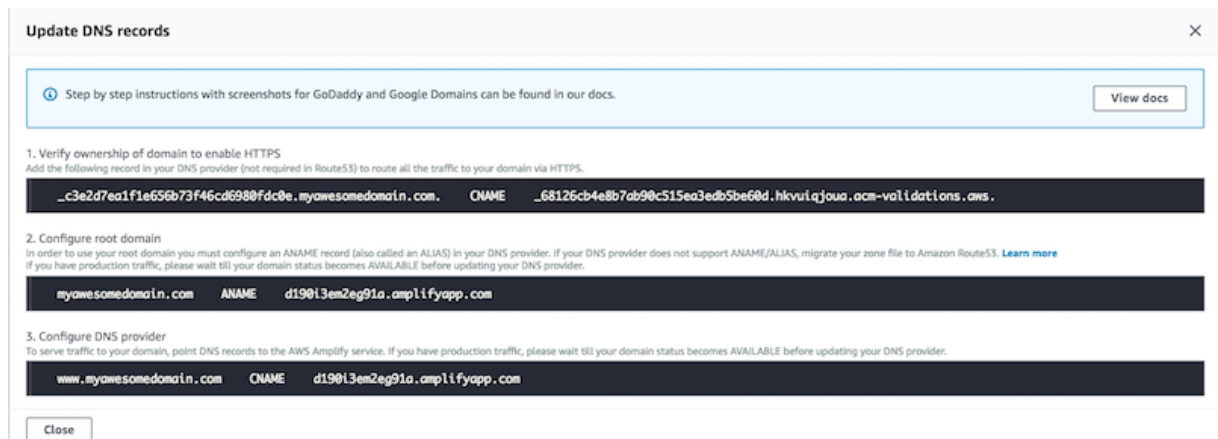 Update DNS records
Step by step instructions with screenshots for GoDaddy and Google Domains can be found in our docs.
View docs
1. Verify ownership of domain to enable HTTPS
Add the following record in your DNS provider (not required in Route53) to route all the traffic to your domain via HTTPS.
_c3e2d7ea1f1e656b73f46cd6980fdc0e.myawesomedomain.com. CNAME _68126cb4e8b7ab90c515ea3edb5be60d.hkvuiqjoua.acm-validations.aws.
2. Configure root domain
In order to use your root domain you must configure an ANAME record (also called an ALIAS) in your DNS provider. If your DNS provider does not support ANAME/ALIAS, migrate your zone file to Amazon Route53. Learn more
If you have production traffic, please wait till your domain status becomes AVAILABLE before updating your DNS provider.
myawesomedomain.com ANAME d190i3em2eg91a.amplifyapp.com
3. Configure DNS provider
To serve traffic to your domain, point DNS records to the AWS Amplify service. If you have production traffic, please wait till your domain status becomes AVAILABLE before updating your DNS provider.
www.myawesomedomain.com CNAME d190i3em2eg91a.amplifyapp.com
Close